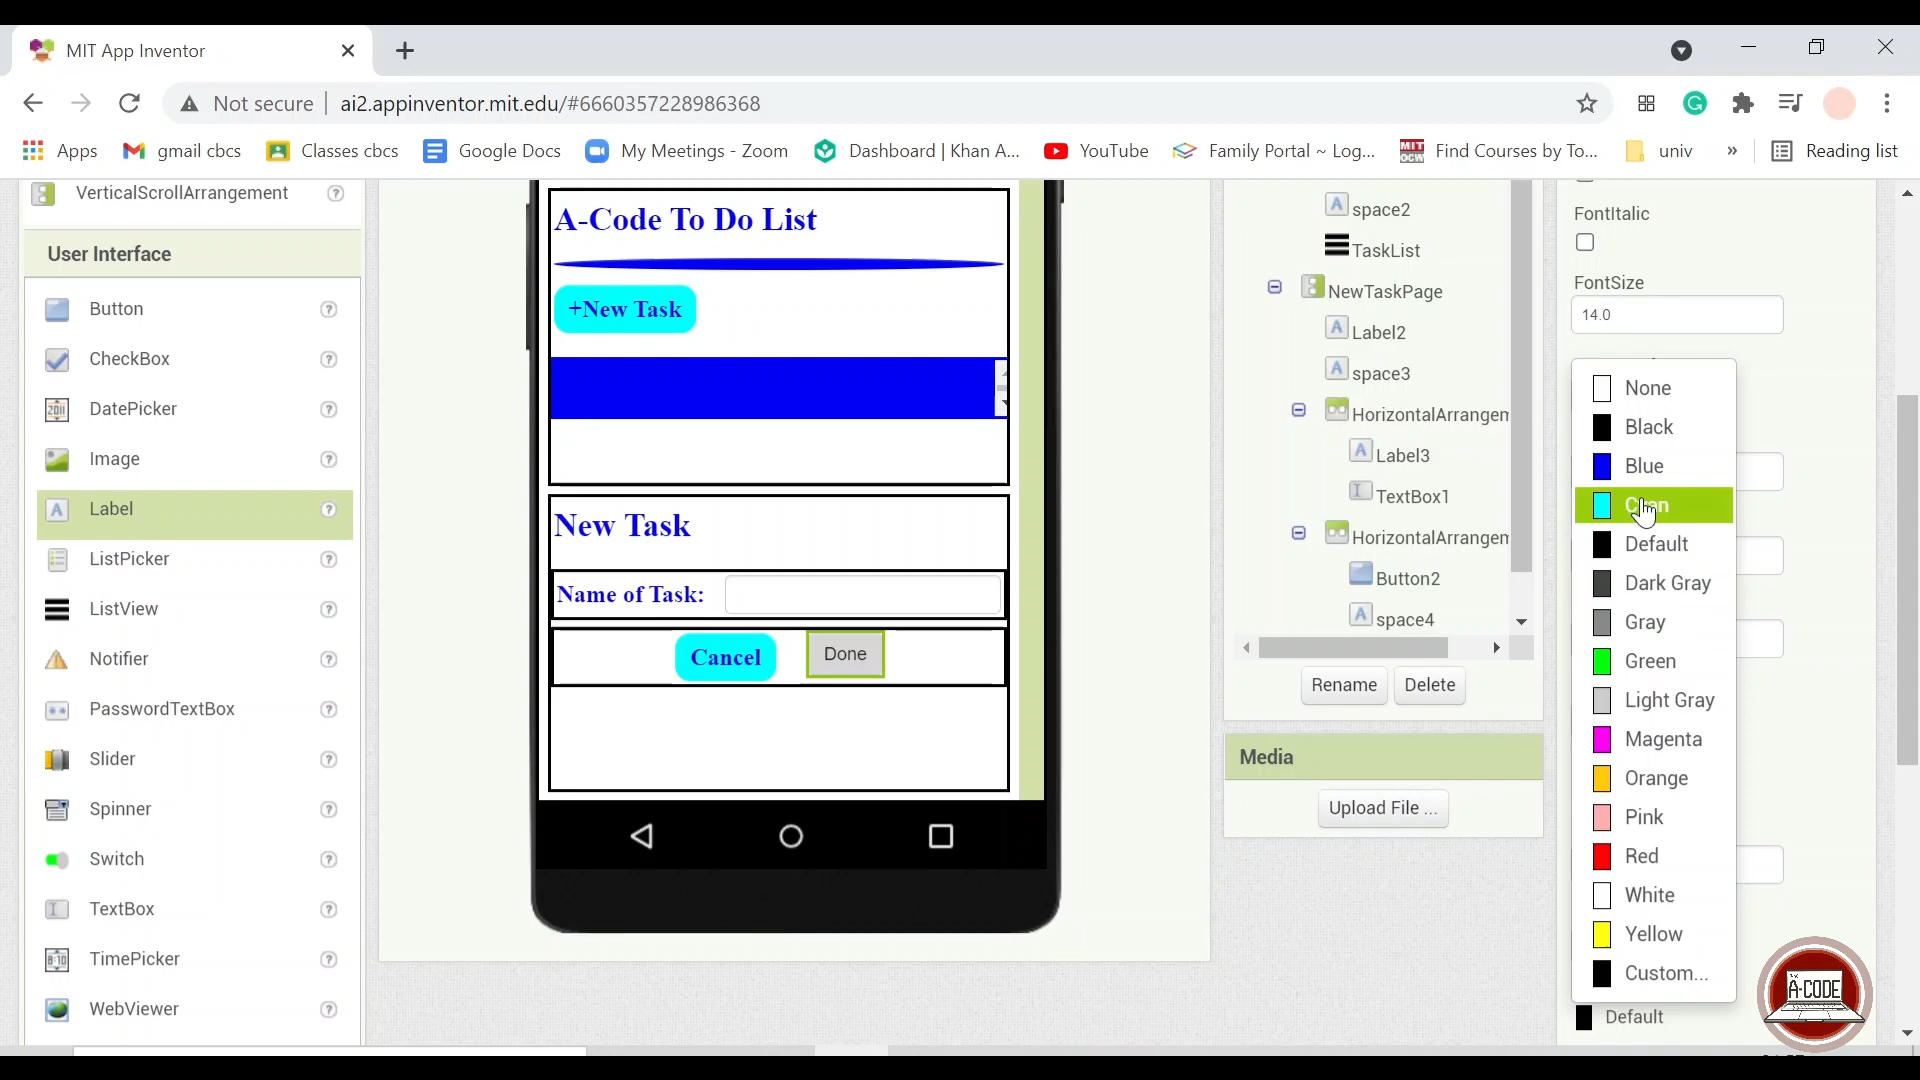 MIT App Inventor
Not secure
ai2.appinventor.mit.edu/#6660357228986368
Apps
gmail cbcs
Classes cbcs
Google Docs
My Meetings - Zoom
Dashboard | Khan A...
YouTube
Family Portal ~ Log...
Find Courses by To...
univ
»
Reading list
VerticalScrollArrangement
User Interface
Button
CheckBox
DatePicker
Image
Label
ListPicker
ListView
Notifier
PasswordTextBox
Slider
Spinner
Switch
TextBox
TimePicker
WebViewer
A-Code To Do List
+New Task
New Task
Name of Task:
Cancel
Done
space2
TaskList
NewTaskPage
Label2
space3
HorizontalArrangem
Label3
TextBox1
HorizontalArrangem
Button2
space4
Rename
Delete
Media
Upload File ...
FontItalic
FontSize
14.0
None
Black
Blue
Default
Dark Gray
Gray
Green
Light Gray
Magenta
Orange
Pink
Red
White
Yellow
Custom...
Default
A-CODE